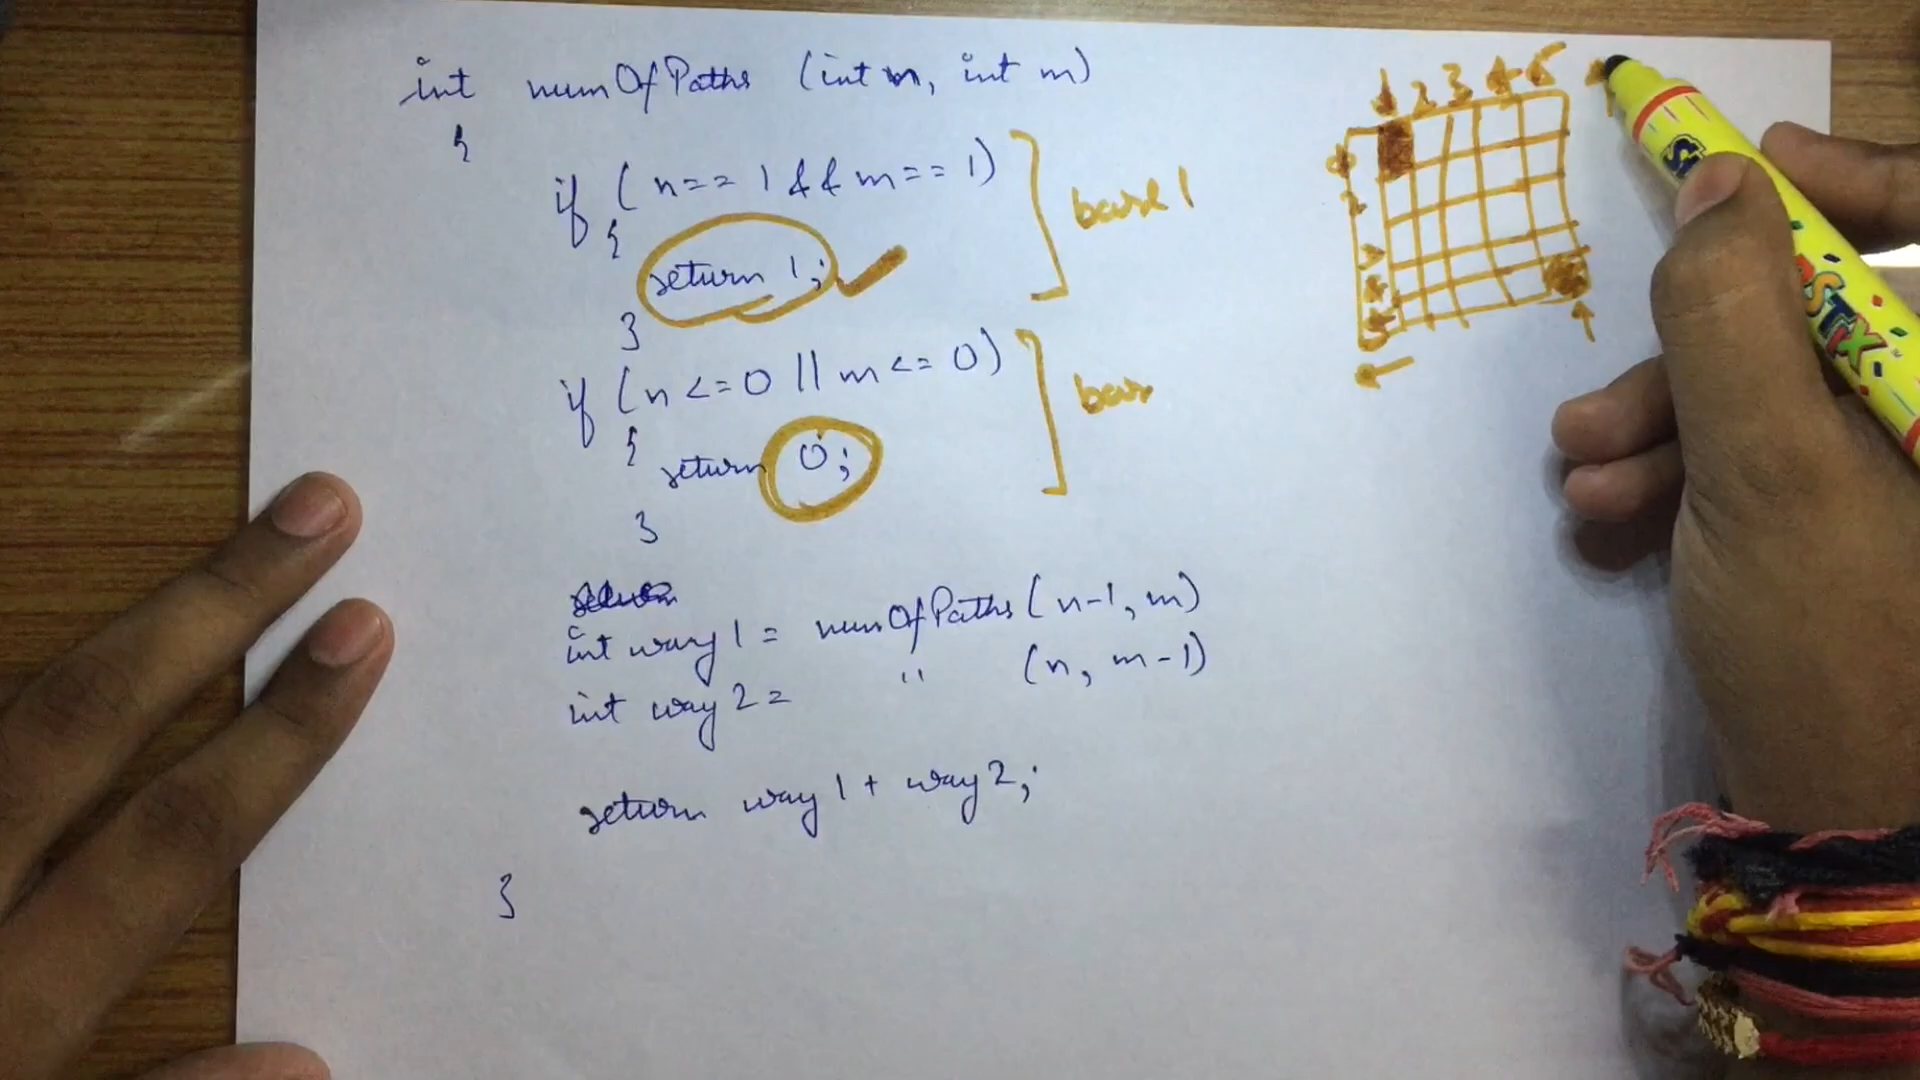 int numOfPaths (int n, int m)
{
if (n==1 && m==1)
{
return 1;
}
base 1
if (n<=0 || m<=0)
{
return 0;
}
base
int way1 = numOfPaths (n-1, m)
int way2 = " (n, m-1)
return way1 + way2;
}
1 2 3 4 5